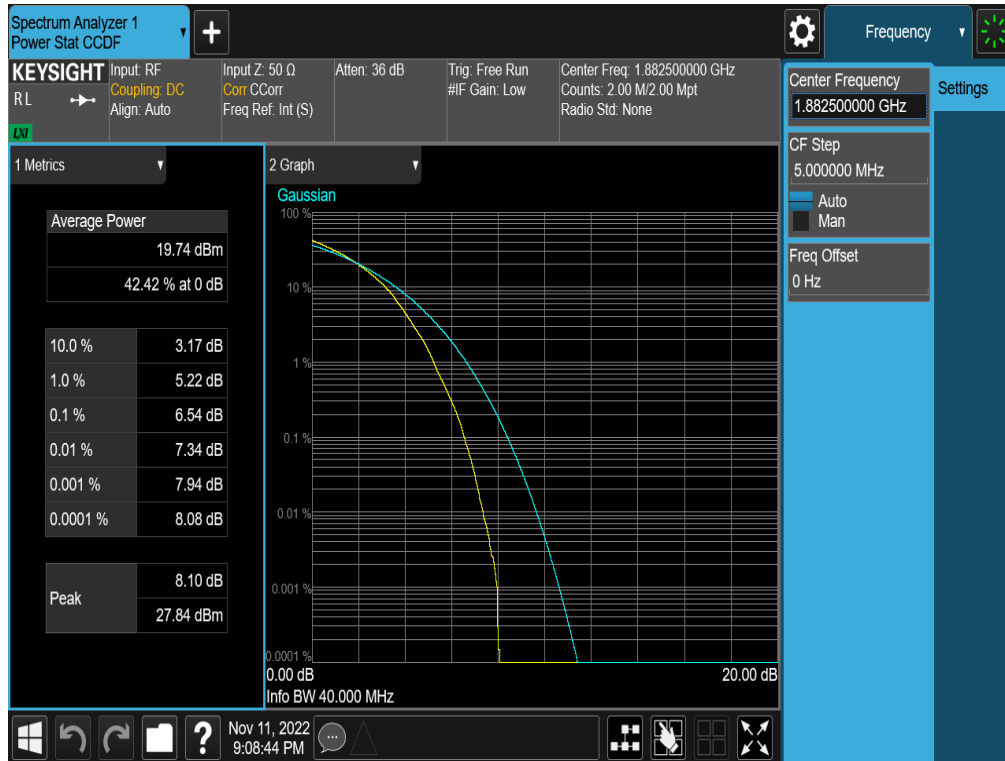 Spectrum Analyzer 1
Power Stat CCDF
+
Frequency
KEYSIGHT
RL
LXI
Input: RF
Coupling: DC
Align: Auto
Input Z: 50 Ω
Corr CCorr
Freq Ref: Int (S)
Atten: 36 dB
Trig: Free Run
#IF Gain: Low
Center Freq: 1.882500000 GHz
Counts: 2.00 M/2.00 Mpt
Radio Std: None
Center Frequency
1.882500000 GHz
Settings
CF Step
5.000000 MHz
Auto
Man
Freq Offset
0 Hz
1 Metrics
Average Power
19.74 dBm
42.42 % at 0 dB
10.0 % 3.17 dB
1.0 % 5.22 dB
0.1 % 6.54 dB
0.01 % 7.34 dB
0.001 % 7.94 dB
0.0001 % 8.08 dB
Peak
8.10 dB
27.84 dBm
2 Graph
Gaussian
100 %
10 %
1 %
0.1 %
0.01 %
0.001 %
0.0001 %
0.00 dB 20.00 dB
Info BW 40.000 MHz
?
Nov 11, 2022
9:08:44 PM